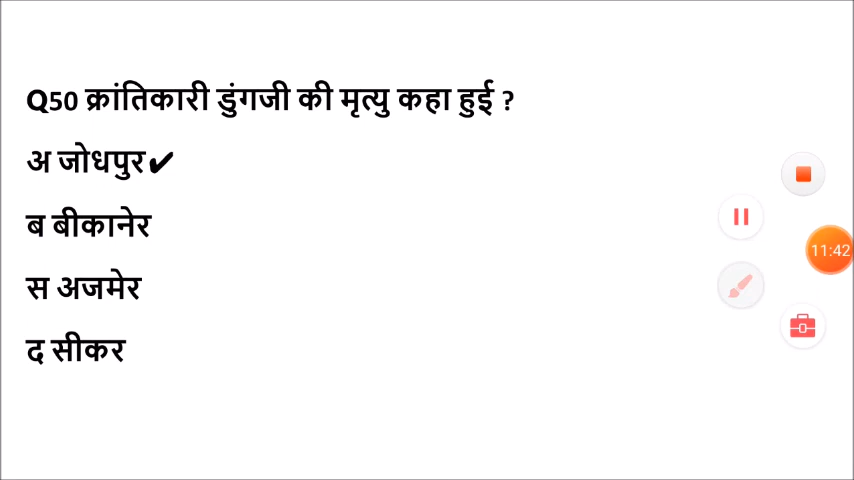 Q50 क्रांतिकारी डुंगजी की मृत्यु कहा हुई ?
अ जोधपुर✔
ब बीकानेर
स अजमेर
द सीकर
11:42